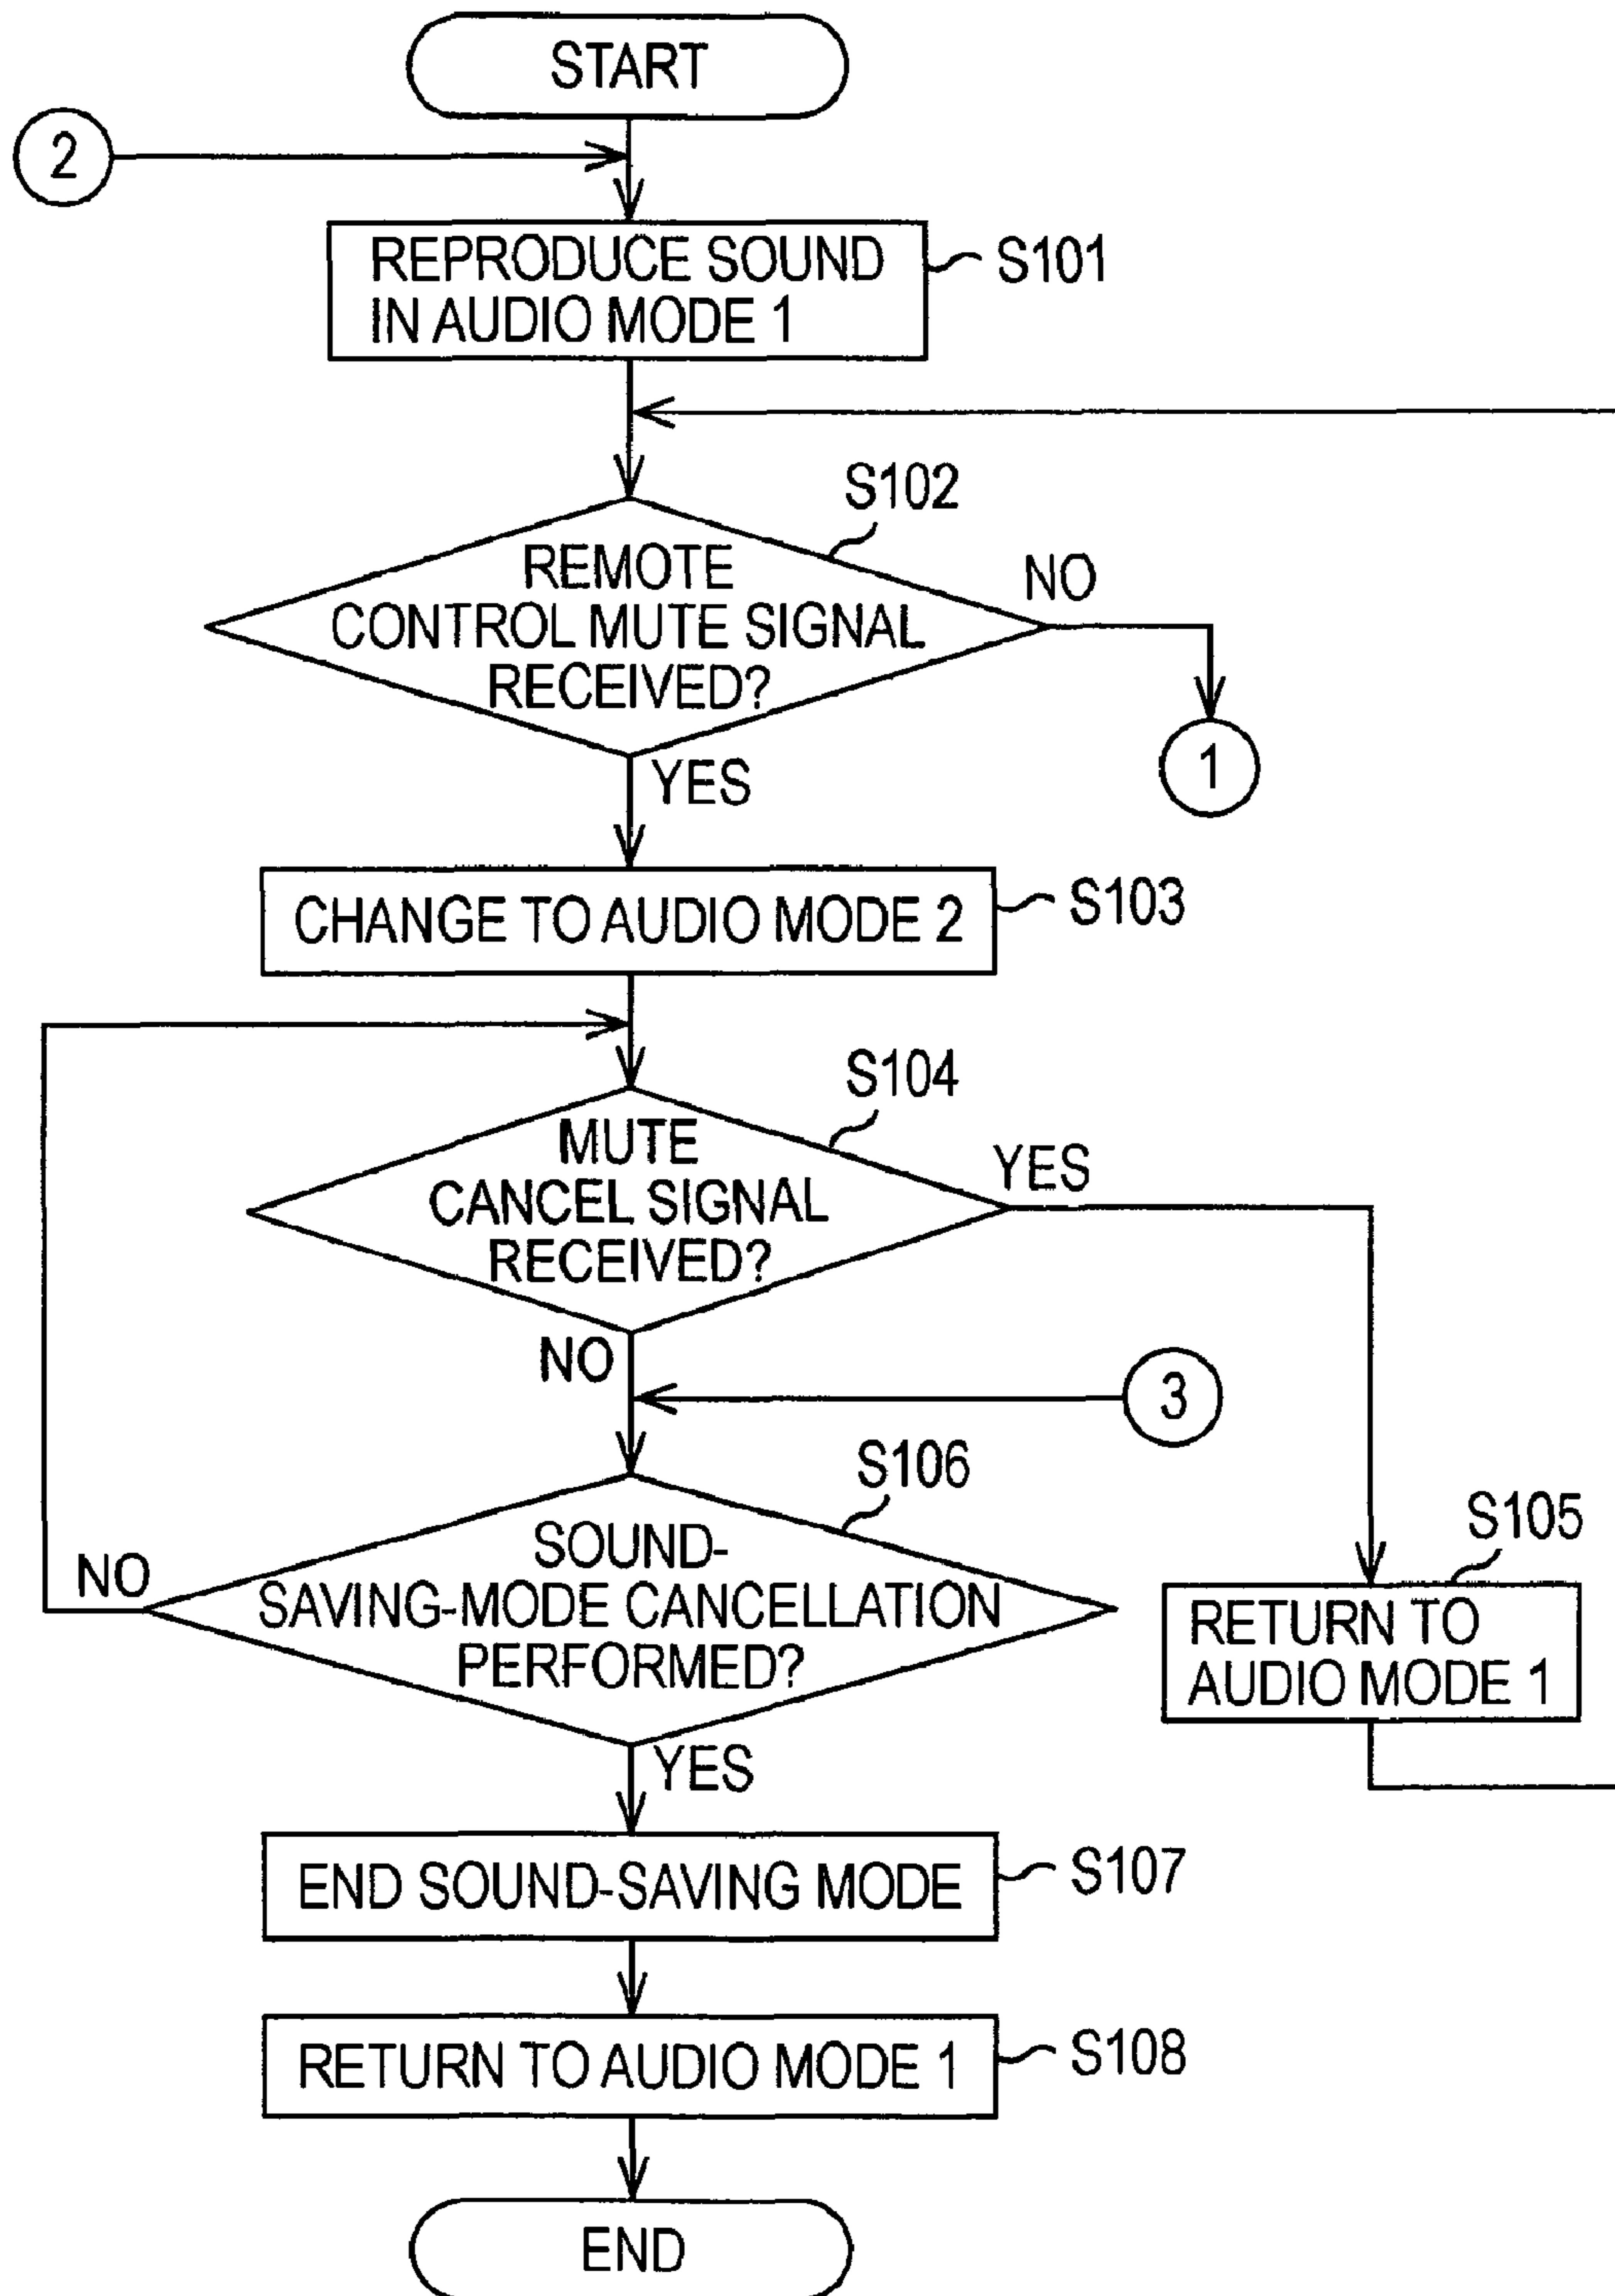 START
2
REPRODUCE SOUND
IN AUDIO MODE 1
S101
S102
REMOTE
CONTROL MUTE SIGNAL
RECEIVED?
NO
1
YES
CHANGE TO AUDIO MODE 2
S103
S104
MUTE
CANCEL SIGNAL
RECEIVED?
YES
NO
3
S106
SOUND-
SAVING-MODE CANCELLATION
PERFORMED?
NO
S105
RETURN TO
AUDIO MODE 1
YES
END SOUND-SAVING MODE
S107
RETURN TO AUDIO MODE 1
S108
END